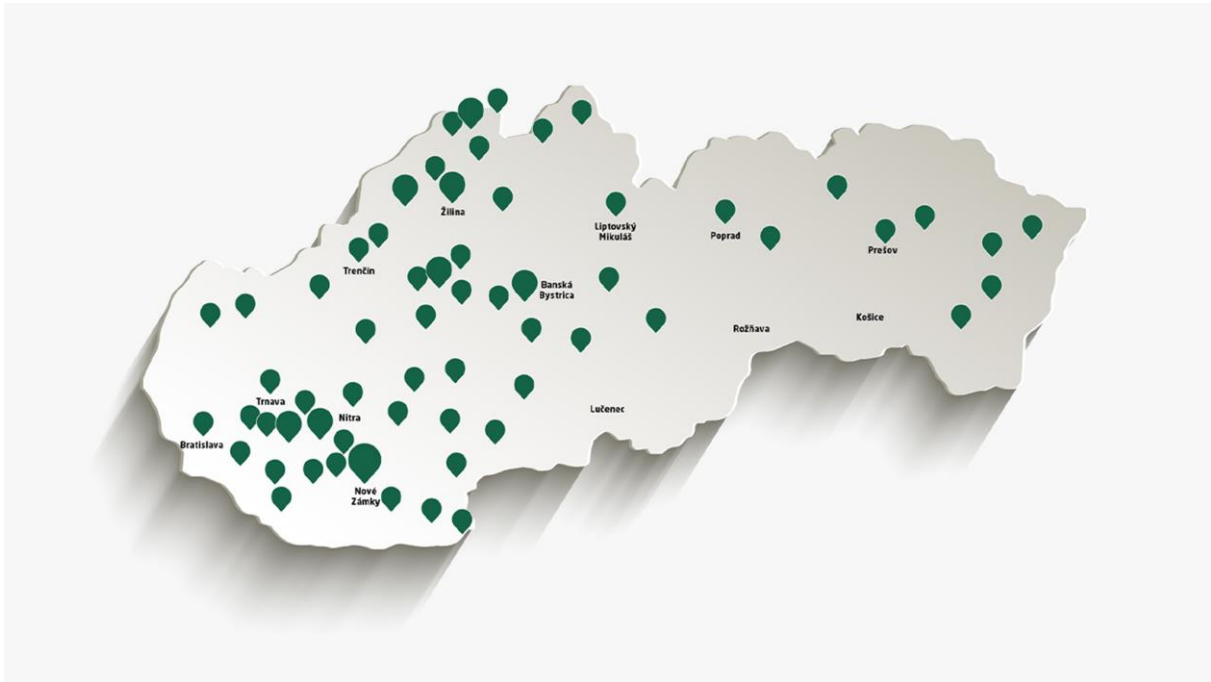 Žilina
Liptovský
Mikuláš
Poprad
Prešov
Trenčín
Banská
Bystrica
Košice
Rožňava
Trnava
Nitra
Lučenec
Bratislava
Nové
Zámky